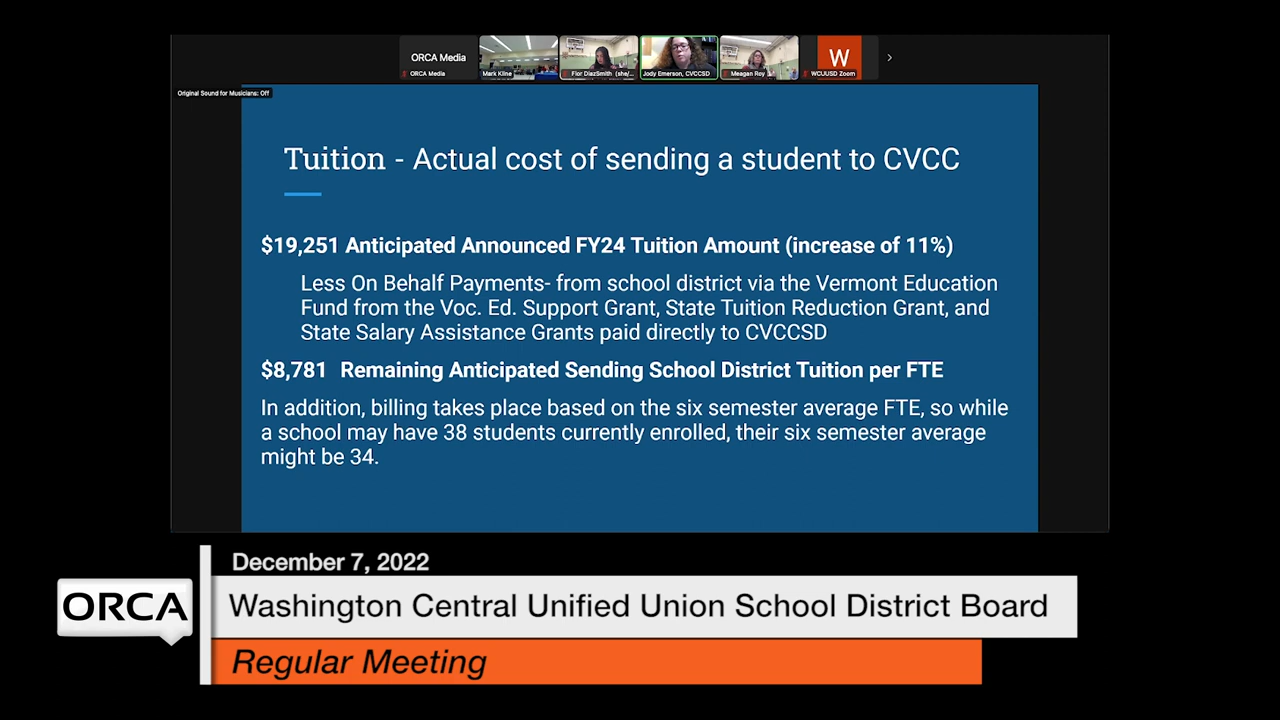 ORCA Media
ORCA Media
Mark Kline
Flor DiazSmith (she/...
Jody Emerson, CVCCSD
Meagan Roy
W
WCUUSD Zoom
Original Sound for Musicians: Off
Tuition - Actual cost of sending a student to CVCC
$19,251 Anticipated Announced FY24 Tuition Amount (increase of 11%)
Less On Behalf Payments- from school district via the Vermont Education
Fund from the Voc. Ed. Support Grant, State Tuition Reduction Grant, and
State Salary Assistance Grants paid directly to CVCCSD
$8,781 Remaining Anticipated Sending School District Tuition per FTE
In addition, billing takes place based on the six semester average FTE, so while
a school may have 38 students currently enrolled, their six semester average
might be 34.
December 7, 2022
ORCA
Washington Central Unified Union School District Board
Regular Meeting